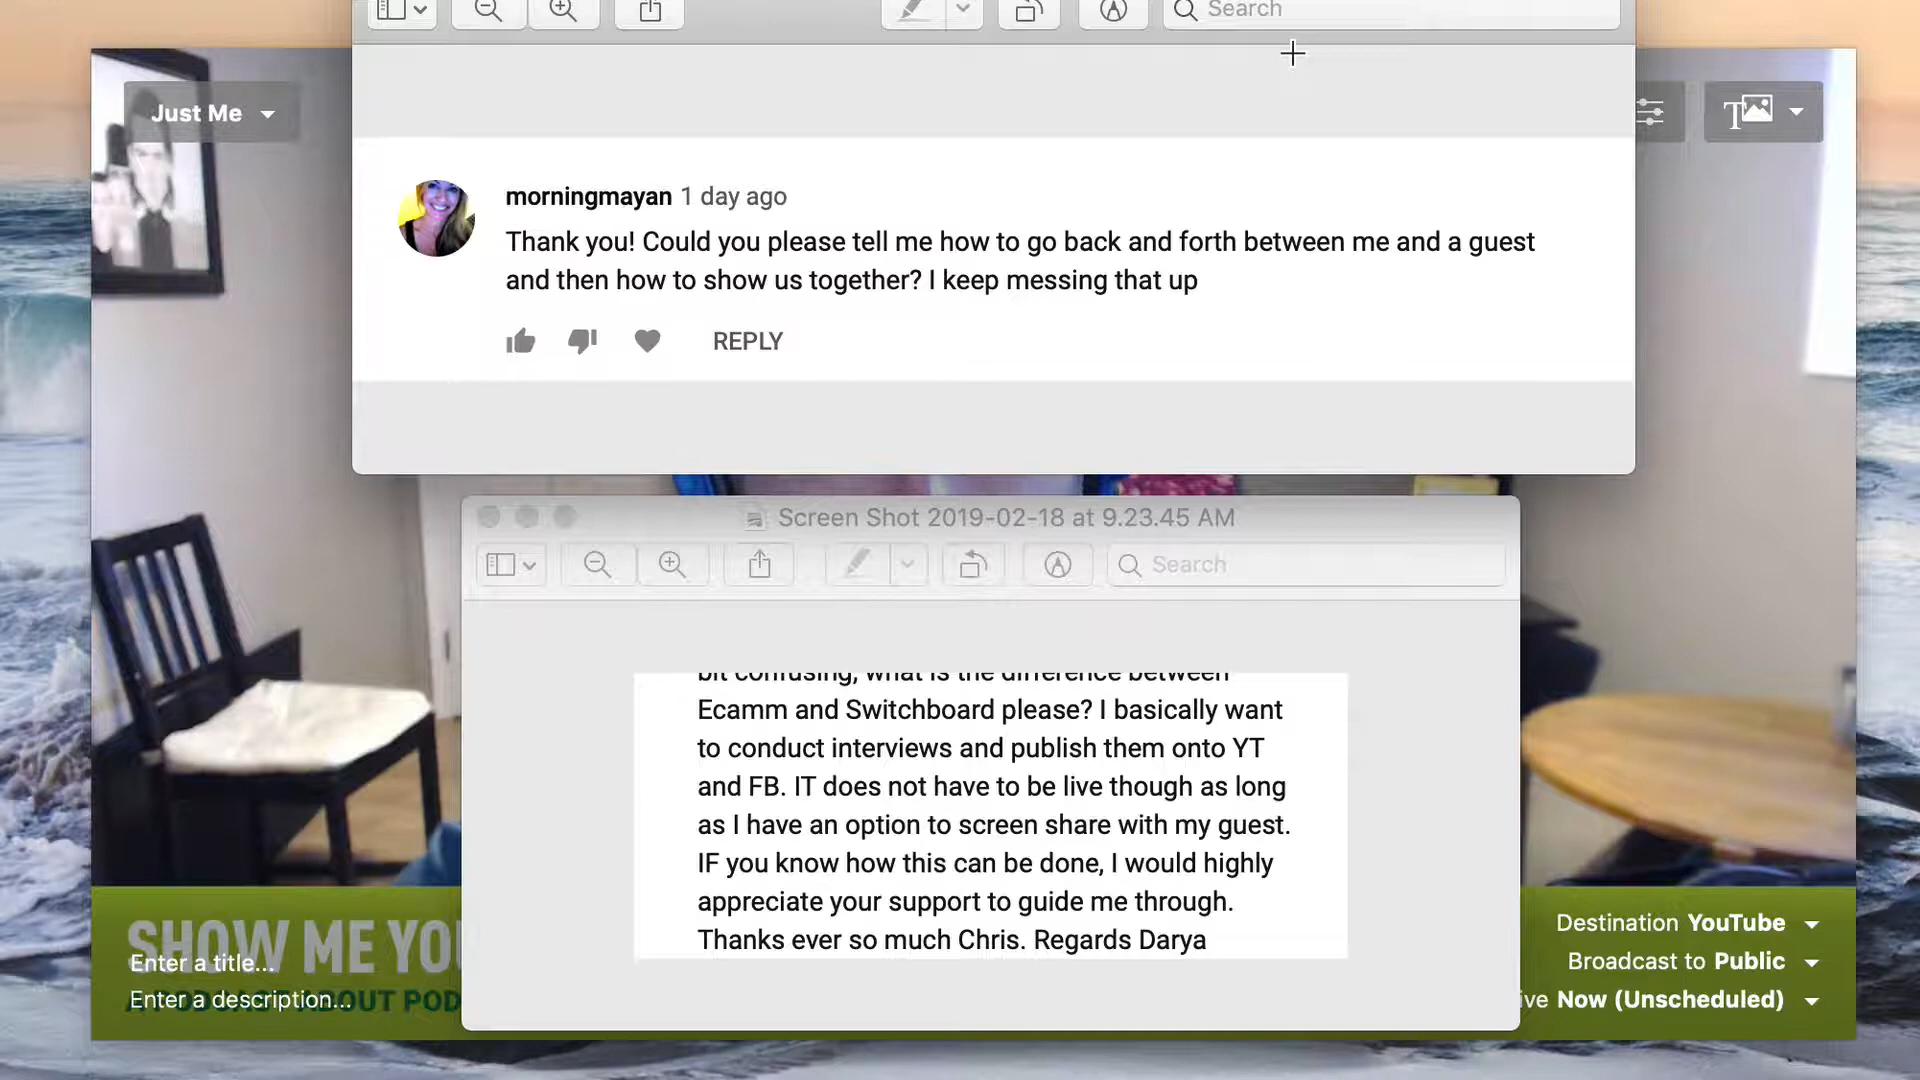 Search
Just Me
morningmayan 1 day ago
Thank you! Could you please tell me how to go back and forth between me and a guest
and then how to show us together? I keep messing that up
REPLY
Screen Shot 2019-02-18 at 9.23.45 AM
Search
bit confusing, what is the difference between
Ecamm and Switchboard please? I basically want
to conduct interviews and publish them onto YT
and FB. IT does not have to be live though as long
as I have an option to screen share with my guest.
IF you know how this can be done, I would highly
appreciate your support to guide me through.
Thanks ever so much Chris. Regards Darya
SHOW ME YOU
Enter a title...
A PODCAST ABOUT POD
Enter a description...
Destination YouTube
Broadcast to Public
ive Now (Unscheduled)